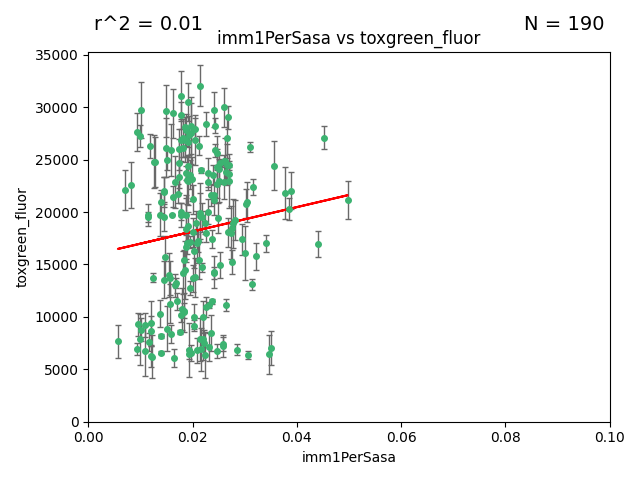 r^2 = 0.01
N = 190
imm1PerSasa vs toxgreen_fluor
35000
30000
25000
20000
15000
10000
5000
0
toxgreen_fluor
0.00
0.02
0.04
0.06
0.08
0.10
imm1PerSasa